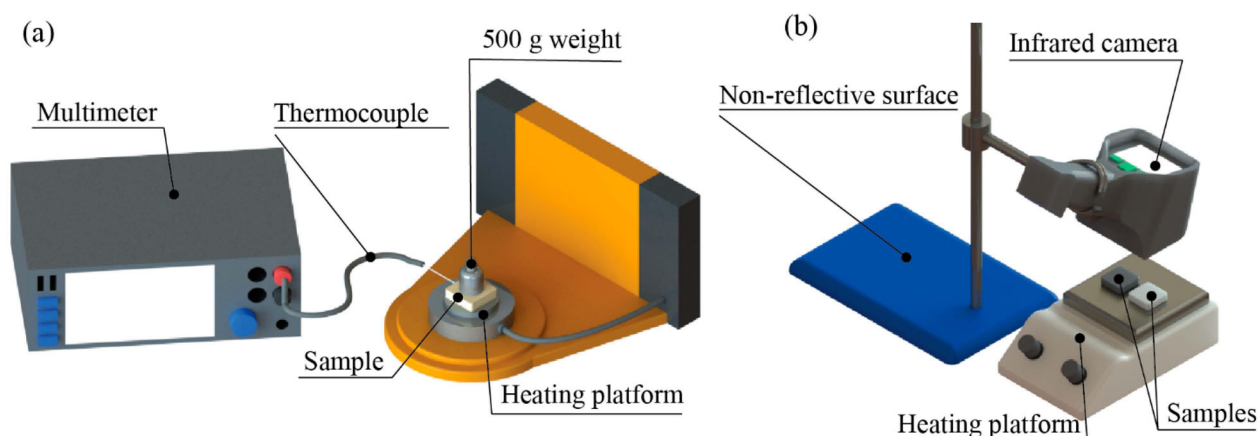 (a)
500 g weight
Thermocouple
Multimeter
Sample
Heating platform
(b)
Infrared camera
Non-reflective surface
Heating platform
Samples